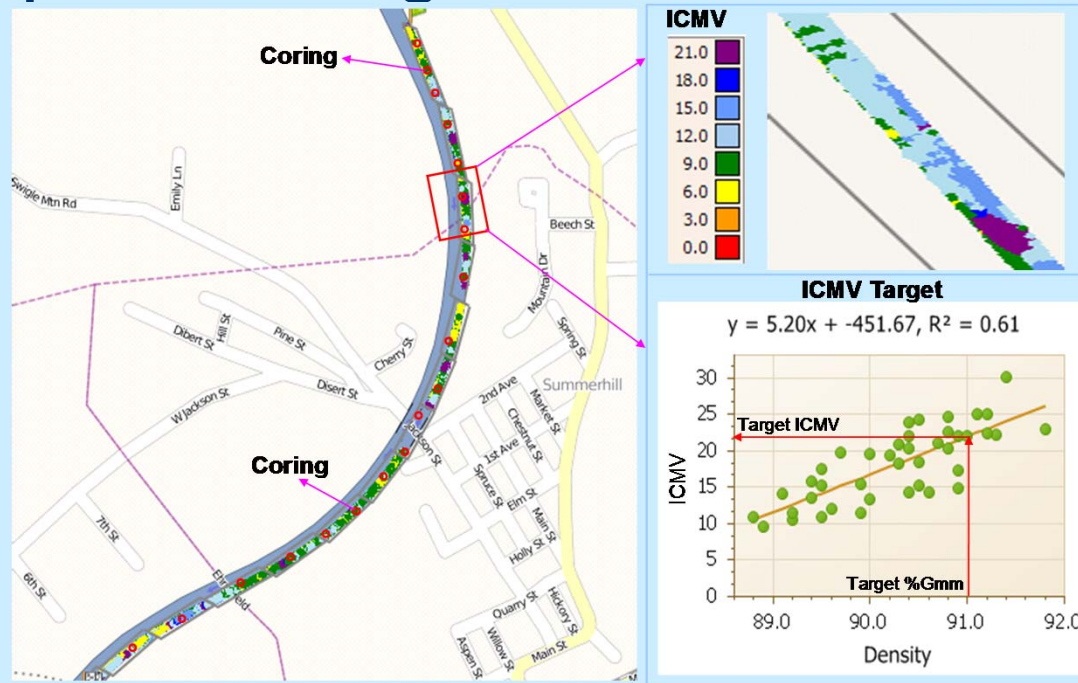 Coring
Coring
Swigle Mtn Rd
Emily Ln
Beech St
Mountain Dr
Spring St
Dibert St
Hill St
Pine St
Cherry St
Disert St
W Jackson St
Jackson St
Summerhill
2nd Ave
Market St
Chestnut St
1st Ave
Spruce St
Elm St
Main St
Holly St
7th St
6th St
Quarry St
Hickory St
Willow St
Aspen St
Main St
ICMV
21.0
18.0
15.0
12.0
9.0
6.0
3.0
0.0
ICMV Target
y = 5.20x + -451.67, R² = 0.61
30
25
20
15
10
5
0
ICMV
Target ICMV
Target %Gmm
89.0 90.0 91.0 92.0
Density